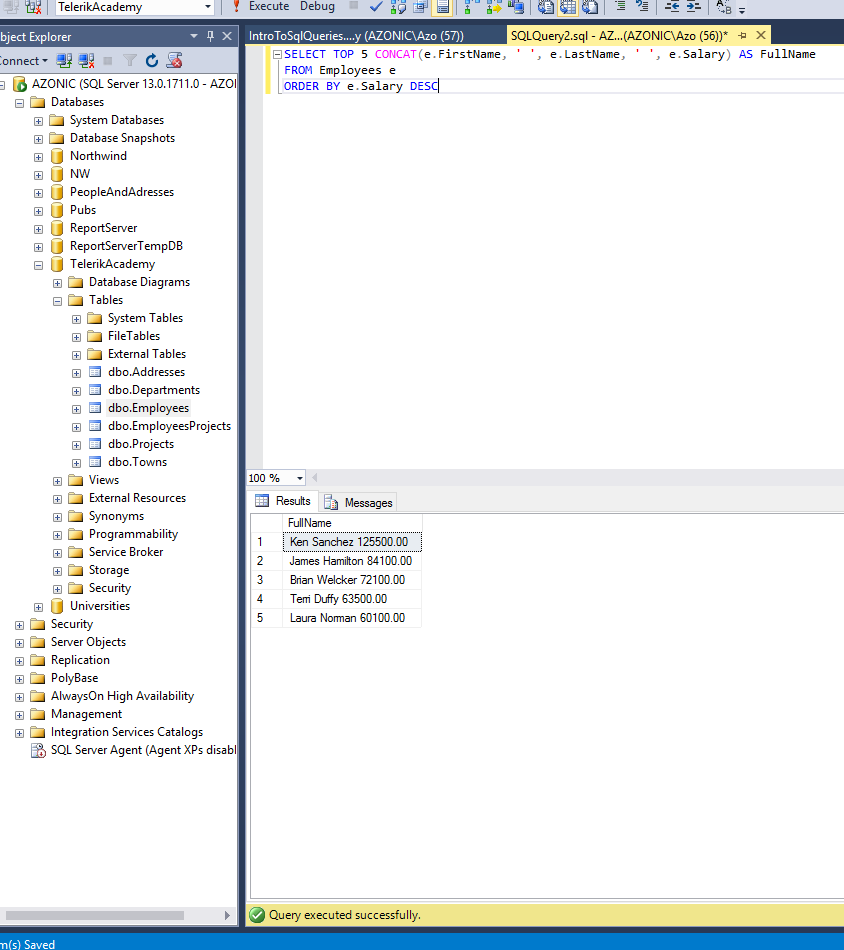 TelerikAcademy
Execute Debug
bject Explorer
onnect
AZONIC (SQL Server 13.0.1711.0 - AZOI
Databases
System Databases
Database Snapshots
Northwind
NW
PeopleAndAdresses
Pubs
ReportServer
ReportServerTempDB
TelerikAcademy
Database Diagrams
Tables
System Tables
FileTables
External Tables
dbo.Addresses
dbo.Departments
dbo.Employees
dbo.EmployeesProjects
dbo.Projects
dbo.Towns
Views
External Resources
Synonyms
Programmability
Service Broker
Storage
Security
Universities
Security
Server Objects
Replication
PolyBase
AlwaysOn High Availability
Management
Integration Services Catalogs
SQL Server Agent (Agent XPs disabl
IntroToSqlQueries....y (AZONIC\Azo (57))
SQLQuery2.sql - AZ...(AZONIC\Azo (56))*
SELECT TOP 5 CONCAT(e.FirstName, ' ', e.LastName, ' ', e.Salary) AS FullName
FROM Employees e
ORDER BY e.Salary DESC
100 %
Results Messages
FullName
1 Ken Sanchez 125500.00
2 James Hamilton 84100.00
3 Brian Welcker 72100.00
4 Terri Duffy 63500.00
5 Laura Norman 60100.00
Query executed successfully.
m(s) Saved